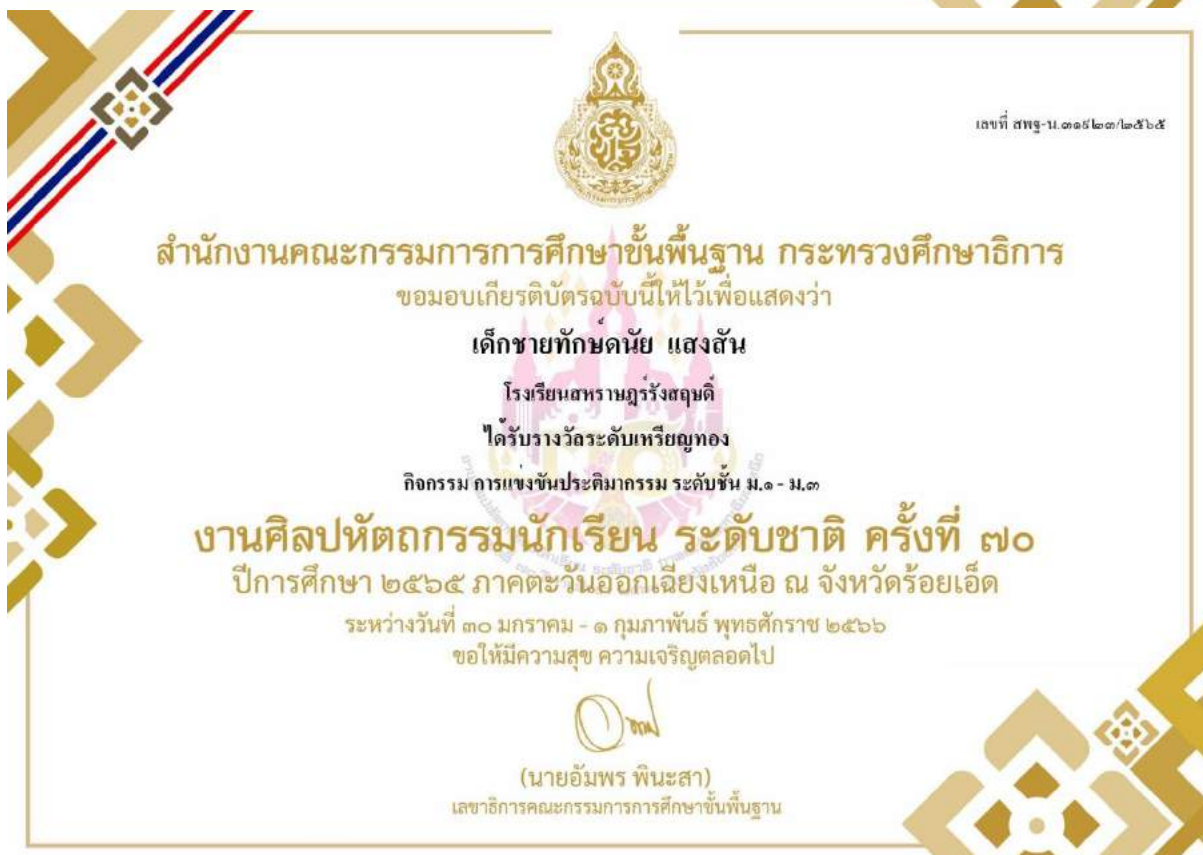 เลขที่ สพฐ-น.๓๑๙๒๓/๒๕๖๕
สำนักงานคณะกรรมการการศึกษาขั้นพื้นฐาน กระทรวงศึกษาธิการ
ขอมอบเกียรติบัตรฉบับนี้ให้ไว้เพื่อแสดงว่า
เด็กชายทักษ์ดนัย แสงสัน
โรงเรียนสหราษฎร์รังสฤษดิ์
ได้รับรางวัลระดับเหรียญทอง
กิจกรรม การแข่งขันประติมากรรม ระดับชั้น ม.๑ - ม.๓
งานศิลปหัตถกรรมนักเรียน ระดับชาติ ครั้งที่ ๗๐
ปีการศึกษา ๒๕๖๕ ภาคตะวันออกเฉียงเหนือ ณ จังหวัดร้อยเอ็ด
ระหว่างวันที่ ๓๐ มกราคม - ๑ กุมภาพันธ์ พุทธศักราช ๒๕๖๖
ขอให้มีความสุข ความเจริญตลอดไป
(นายอัมพร พินะสา)
เลขาธิการคณะกรรมการการศึกษาขั้นพื้นฐาน